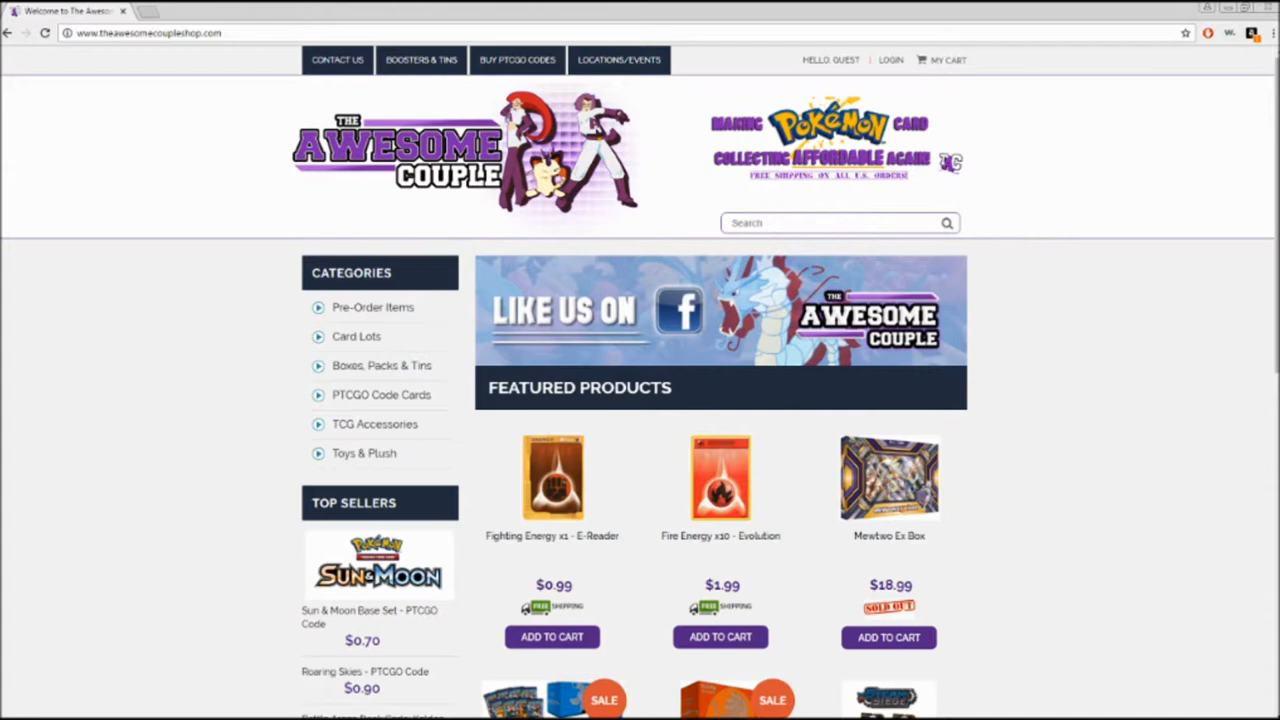 Welcome to The Aweso
www.theawesomecoupleshop.com
CONTACT US
BOOSTERS & TINS
BUY PTCGO CODES
LOCATIONS/EVENTS
HELLO, GUEST
LOGIN
MY CART
THE
AWESOME
COUPLE
MAKING POKéMON CARD
COLLECTING AFFORDABLE AGAIN!
FREE SHIPPING ON ALL U.S. ORDERS!
Search
CATEGORIES
Pre-Order Items
Card Lots
Boxes, Packs & Tins
PTCGO Code Cards
TCG Accessories
Toys & Plush
LIKE US ON f
THE
AWESOME
COUPLE
FEATURED PRODUCTS
Fighting Energy x1 - E-Reader
$0.99
FREE SHIPPING
ADD TO CART
Fire Energy x10 - Evolution
$1.99
FREE SHIPPING
ADD TO CART
Mewtwo Ex Box
$18.99
SOLD OUT
ADD TO CART
TOP SELLERS
POKéMON
SUN & MOON
Sun & Moon Base Set - PTCGO
Code
$0.70
Roaring Skies - PTCGO Code
$0.90
SALE
SALE
STEAM
SIEGE